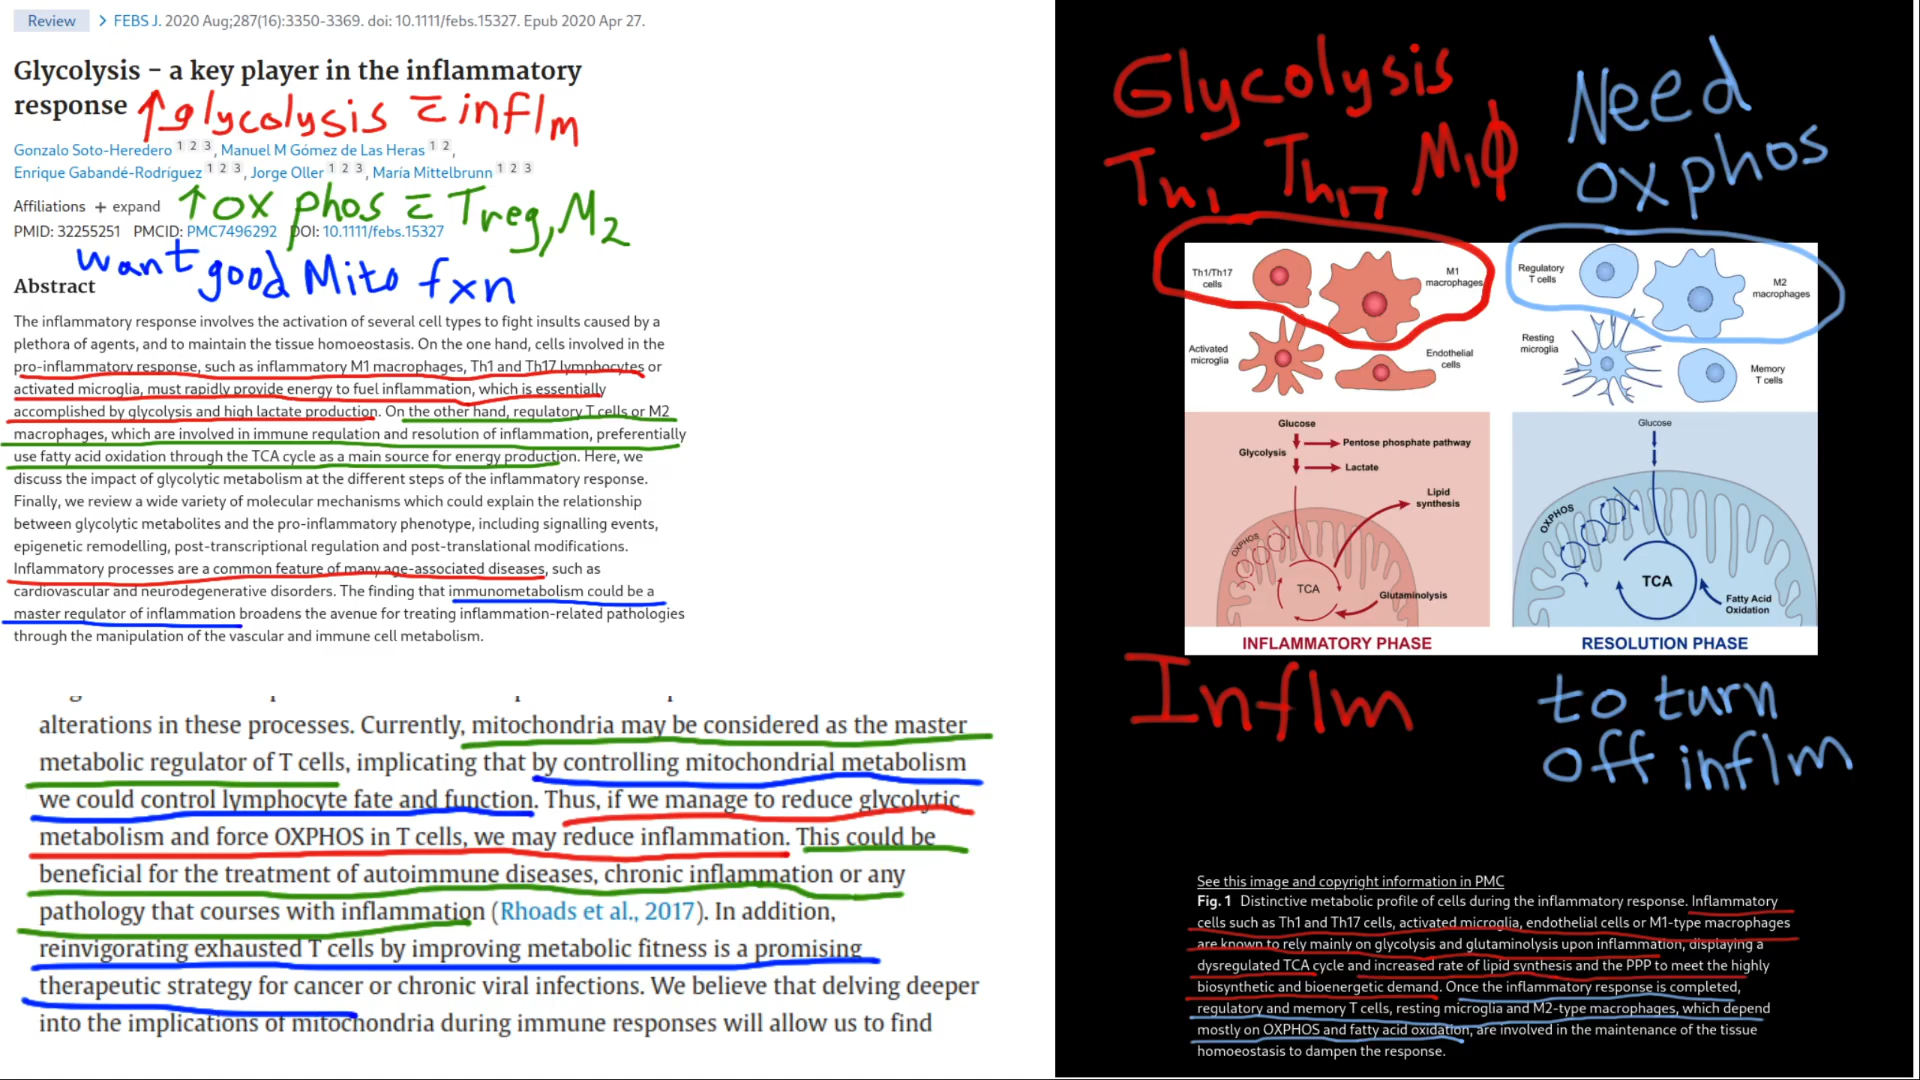 Review > FEBS J. 2020 Aug;287(16):3350-3369. doi: 10.1111/febs.15327. Epub 2020 Apr 27.
Glycolysis – a key player in the inflammatory
response
↑glycolysis = inflm
Gonzalo Soto-Heredero 1 2 3, Manuel M Gómez de Las Heras 1 2,
Enrique Gabandé-Rodríguez 1 2 3, Jorge Oller 1 2 3, María Mittelbrunn 1 2 3
↑ox phos = Treg, M2
Affiliations + expand
PMID: 32255251 PMCID: PMC7496292 DOI: 10.1111/febs.15327
want good Mito fxn
Abstract
The inflammatory response involves the activation of several cell types to fight insults caused by a
plethora of agents, and to maintain the tissue homoeostasis. On the one hand, cells involved in the
pro-inflammatory response, such as inflammatory M1 macrophages, Th1 and Th17 lymphocytes or
activated microglia, must rapidly provide energy to fuel inflammation, which is essentially
accomplished by glycolysis and high lactate production. On the other hand, regulatory T cells or M2
macrophages, which are involved in immune regulation and resolution of inflammation, preferentially
use fatty acid oxidation through the TCA cycle as a main source for energy production. Here, we
discuss the impact of glycolytic metabolism at the different steps of the inflammatory response.
Finally, we review a wide variety of molecular mechanisms which could explain the relationship
between glycolytic metabolites and the pro-inflammatory phenotype, including signalling events,
epigenetic remodelling, post-transcriptional regulation and post-translational modifications.
Inflammatory processes are a common feature of many age-associated diseases, such as
cardiovascular and neurodegenerative disorders. The finding that immunometabolism could be a
master regulator of inflammation broadens the avenue for treating inflammation-related pathologies
through the manipulation of the vascular and immune cell metabolism.
alterations in these processes. Currently, mitochondria may be considered as the master
metabolic regulator of T cells, implicating that by controlling mitochondrial metabolism
we could control lymphocyte fate and function. Thus, if we manage to reduce glycolytic
metabolism and force OXPHOS in T cells, we may reduce inflammation. This could be
beneficial for the treatment of autoimmune diseases, chronic inflammation or any
pathology that courses with inflammation (Rhoads et al., 2017). In addition,
reinvigorating exhausted T cells by improving metabolic fitness is a promising
therapeutic strategy for cancer or chronic viral infections. We believe that delving deeper
into the implications of mitochondria during immune responses will allow us to find
Glycolysis
Th1 Th17 M1ϕ
Need
oxphos
Th1/Th17
cells
M1
macrophages
Activated
microglia
Endothelial
cells
Regulatory
T cells
M2
macrophages
Resting
microglia
Memory
T cells
Glucose
Pentose phosphate pathway
Glycolysis
Lactate
Lipid
synthesis
OXPHOS
TCA
Glutaminolysis
INFLAMMATORY PHASE
Glucose
OXPHOS
TCA
Fatty Acid
Oxidation
RESOLUTION PHASE
Inflm
to turn
off inflm
See this image and copyright information in PMC
Fig. 1 Distinctive metabolic profile of cells during the inflammatory response. Inflammatory
cells such as Th1 and Th17 cells, activated microglia, endothelial cells or M1-type macrophages
are known to rely mainly on glycolysis and glutaminolysis upon inflammation, displaying a
dysregulated TCA cycle and increased rate of lipid synthesis and the PPP to meet the highly
biosynthetic and bioenergetic demand. Once the inflammatory response is completed,
regulatory and memory T cells, resting microglia and M2-type macrophages, which depend
mostly on OXPHOS and fatty acid oxidation, are involved in the maintenance of the tissue
homoeostasis to dampen the response.